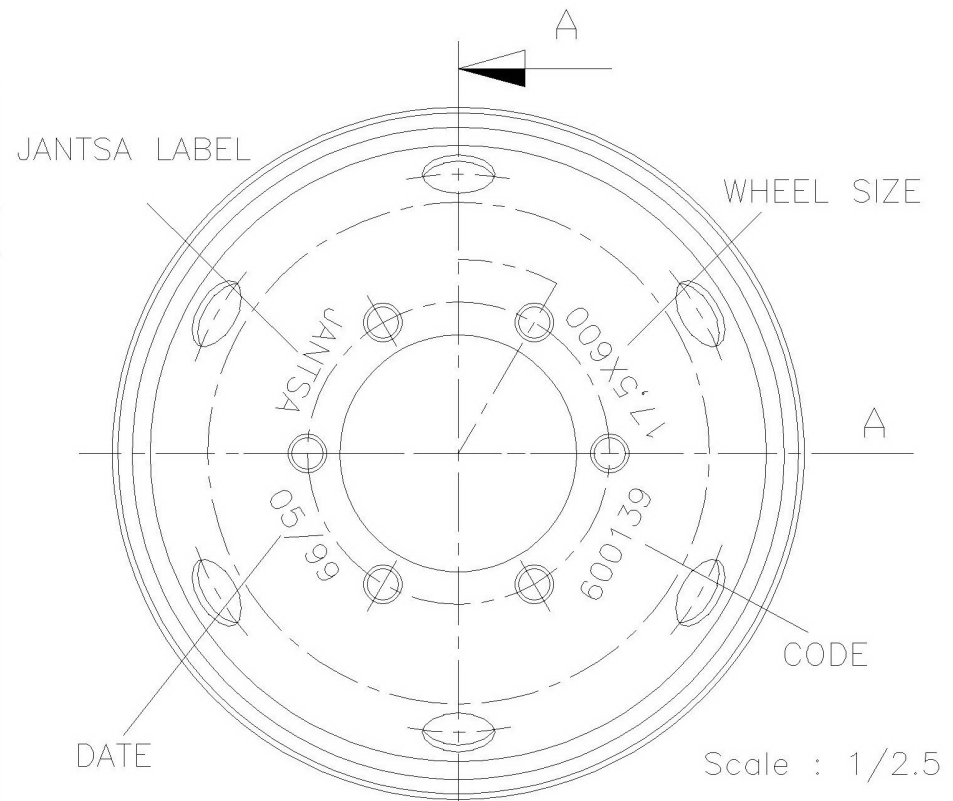 A
JANTSA LABEL
WHEEL SIZE
JANTSA
17,5X600
A
05/99
600139
CODE
DATE
Scale : 1/2.5